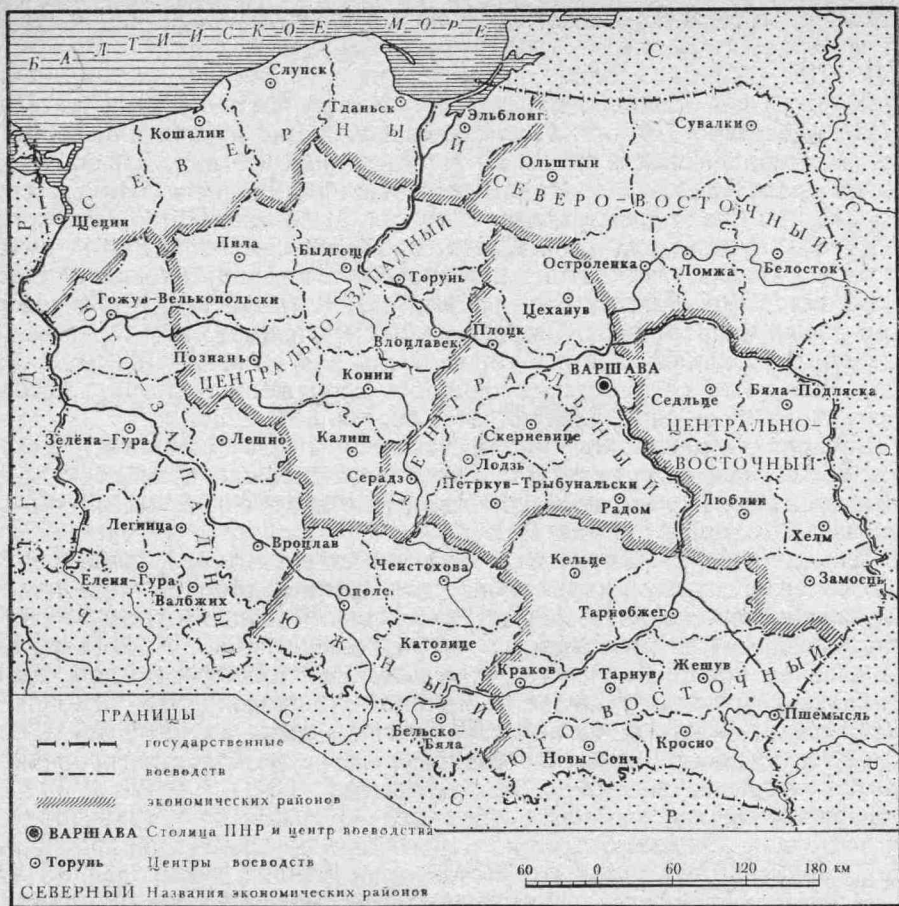 БАЛТИЙСКОЕ МОРЕ
С С С Р
Слупск
Гданьск
Эльблонг
Сувалки
Кошалин
СЕВЕРНЫЙ
Ольштын
СЕВЕРО-ВОСТОЧНЫЙ
Щецин
Пила
Быдгощ
Торунь
Остроленка
Ломжа
Белосток
Гожув-Велькопольски
Цеханув
Влоцлавек
Плоцк
Познань
ЦЕНТРАЛЬНО-ЗАПАДНЫЙ
Конин
ВАРШАВА
Седльце
Бяла-Подляска
ЦЕНТРАЛЬНО-
ВОСТОЧНЫЙ
ЦЕНТРАЛЬНЫЙ
Зелёна-Гура
Лешно
Калиш
Скерневице
Лодзь
Серадз
Пётркув-Трыбунальски
Радом
Люблин
Хелм
ЮГО-ЗАПАДНЫЙ
Легница
Вроцлав
Ченстохова
Кельце
Замосць
Еленя-Гура
Валбжих
Ополе
Тарнобжег
ЮЖНЫЙ
Катовице
Краков
Тарнув
Жешув
ЮГО-ВОСТОЧНЫЙ
Бельско-
Бяла
Новы-Сонч
Кросно
Пшемысль
Г Д Р
Ч С С Р
ГРАНИЦЫ
государственные
воеводств
экономических районов
ВАРШАВА Столица ПНР и центр воеводства
Торунь Центры воеводств
СЕВЕРНЫЙ Названия экономических районов
60 0 60 120 180 км